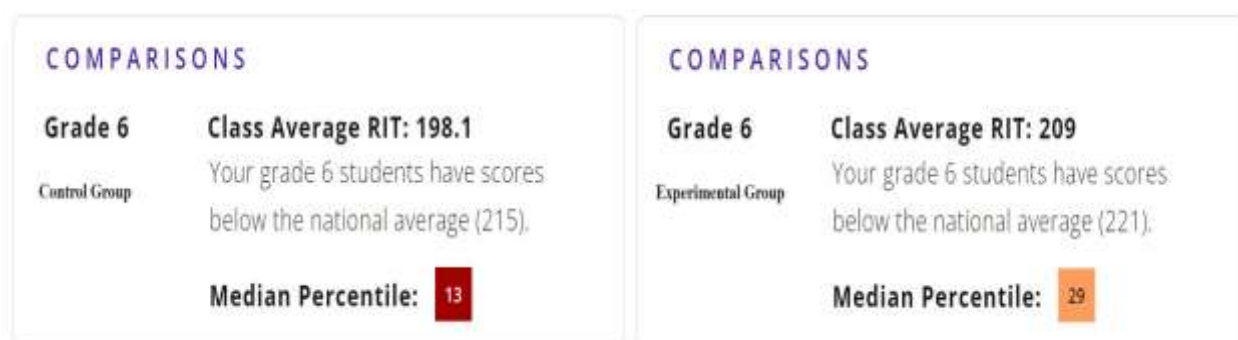 COMPARISONS
Grade 6
Class Average RIT: 198.1
Control Group
Your grade 6 students have scores
below the national average (215).
Median Percentile: 13
COMPARISONS
Grade 6
Class Average RIT: 209
Experimental Group
Your grade 6 students have scores
below the national average (221).
Median Percentile: 29